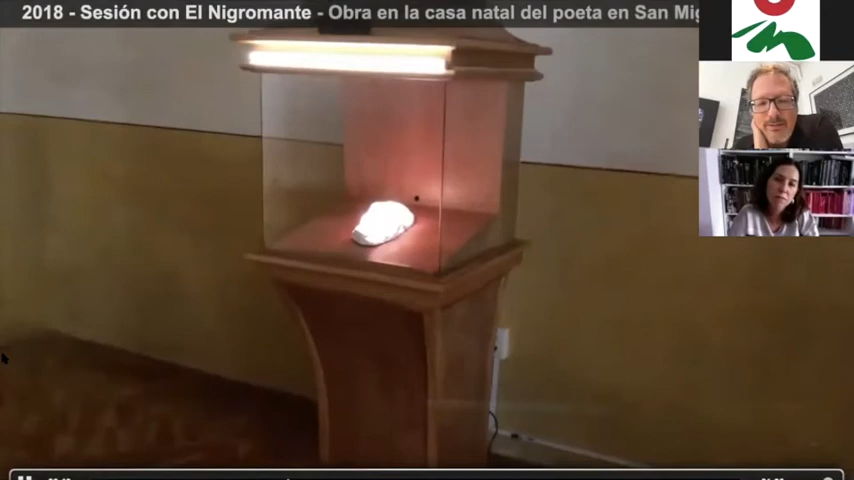 2018 - Sesión con El Nigromante - Obra en la casa natal del poeta en San Mig